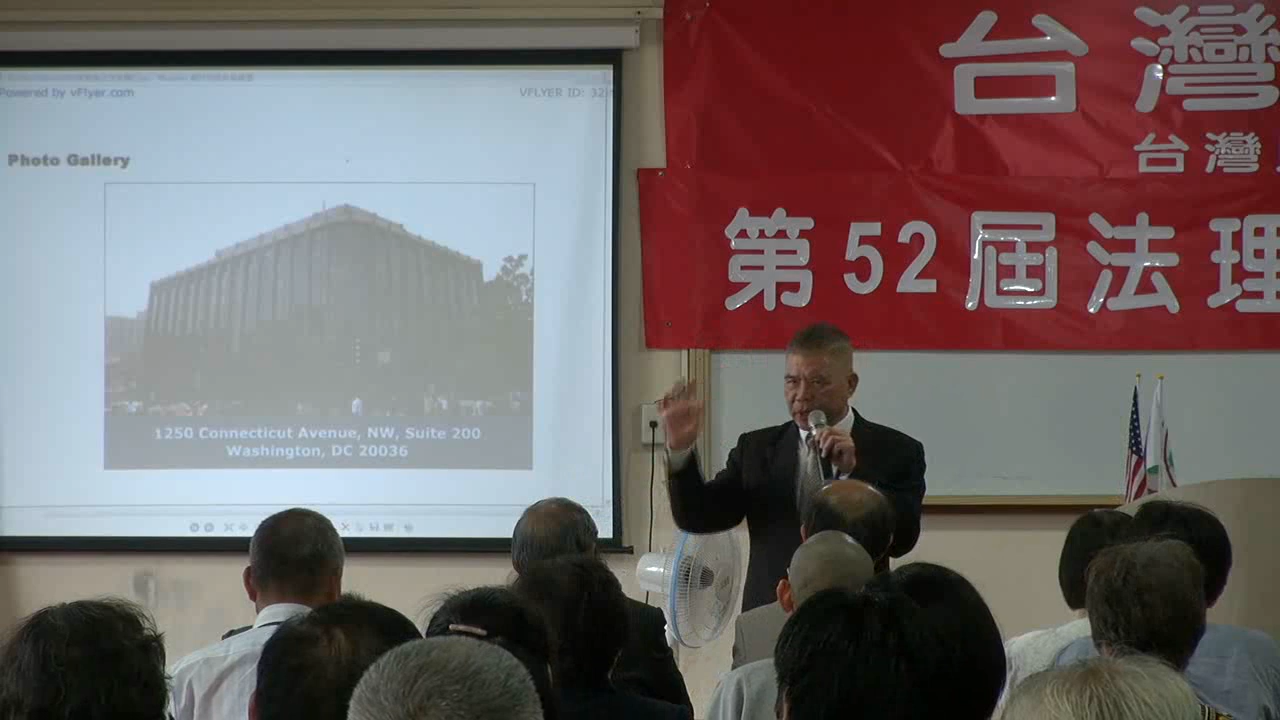 Powered by vFlyer.com
VFLYER ID: 32
Photo Gallery
1250 Connecticut Avenue, NW, Suite 200
Washington, DC 20036
台灣
台灣
第52屆法理